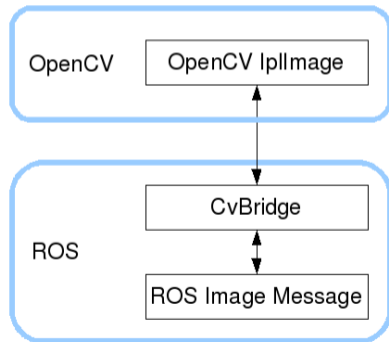 OpenCV
OpenCV IplImage
CvBridge
ROS
ROS Image Message